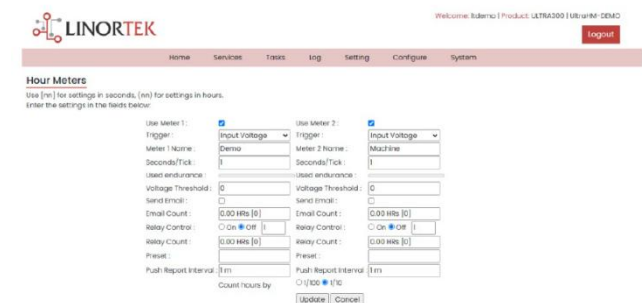 Welcome: ltdemo | Product: ULTRA300 | UltraHM-DEMO
LINORTEK
Logout
Home Services Tasks Log Setting Configure System
Hour Meters
Use [nn] for settings in seconds, (nn) for settings in hours.
Enter the settings in the fields below:
Use Meter 1 : Use Meter 2 :
Trigger : Input Voltage Trigger : Input Voltage
Meter 1 Name : Demo Meter 2 Name : Machine
Seconds/Tick : 1 Seconds/Tick : 1
Used endurance : Used endurance :
Voltage Threshold : 0 Voltage Threshold : 0
Send Email : Send Email :
Email Count : 0.00 HRs [0] Email Count : 0.00 HRs [0]
Relay Control : On Off 1 Relay Control : On Off 1
Relay Count : 0.00 HRs [0] Relay Count : 0.00 HRs [0]
Preset : Preset :
Push Report Interval : 1 m Push Report Interval : 1 m
Count hours by 1/100 1/10
Update Cancel